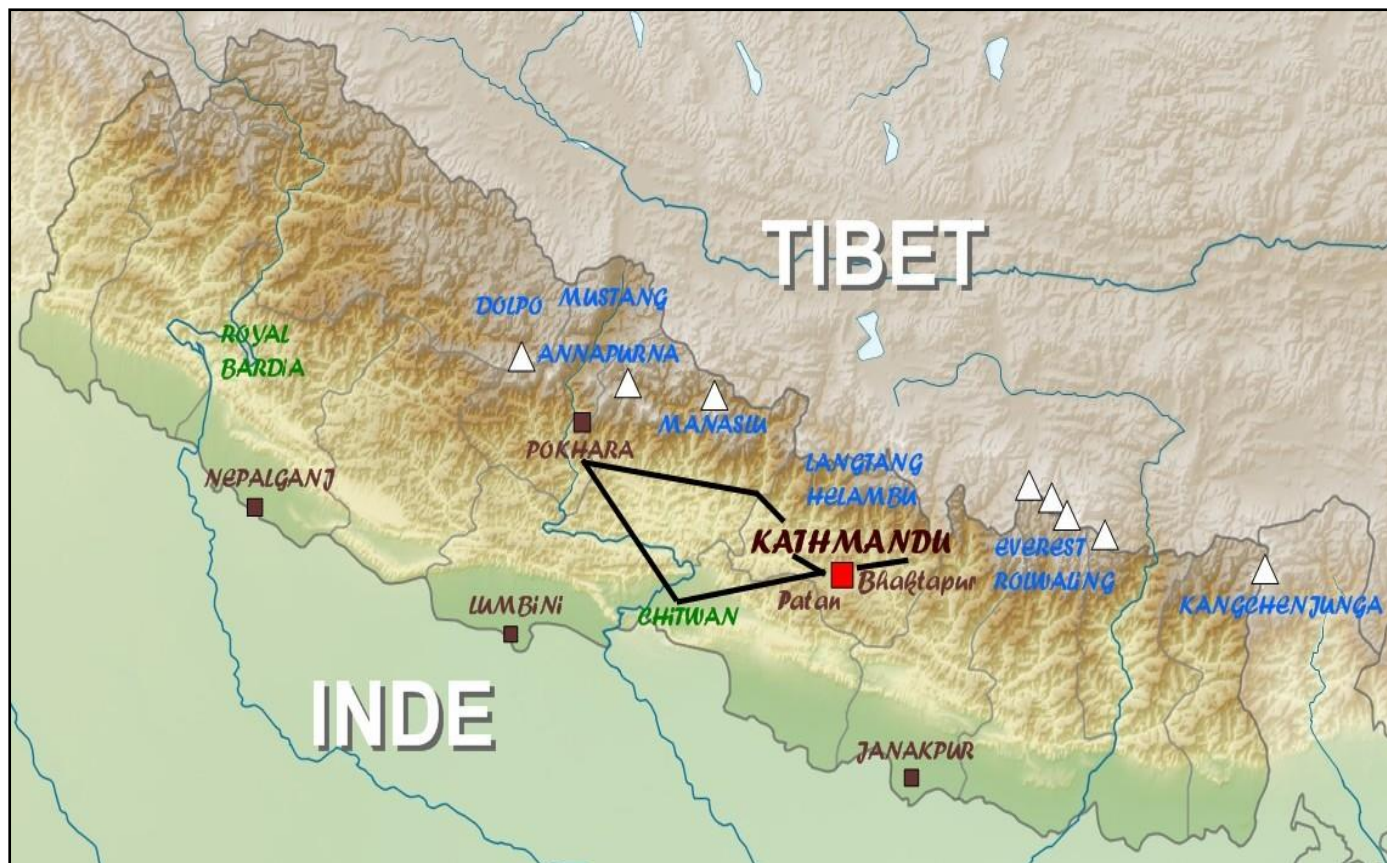 TIBET
DOLPO
MUSTANG
ROYAL
BARDIA
ANNAPURNA
MANASLU
POKHARA
LANGTANG
HELAMBU
NEPALGANJ
KATHMANDU
EVEREST
ROLWALING
Bhaktapur
Patan
KANGCHENJUNGA
LUMBINI
CHITWAN
INDE
JANAKPUR